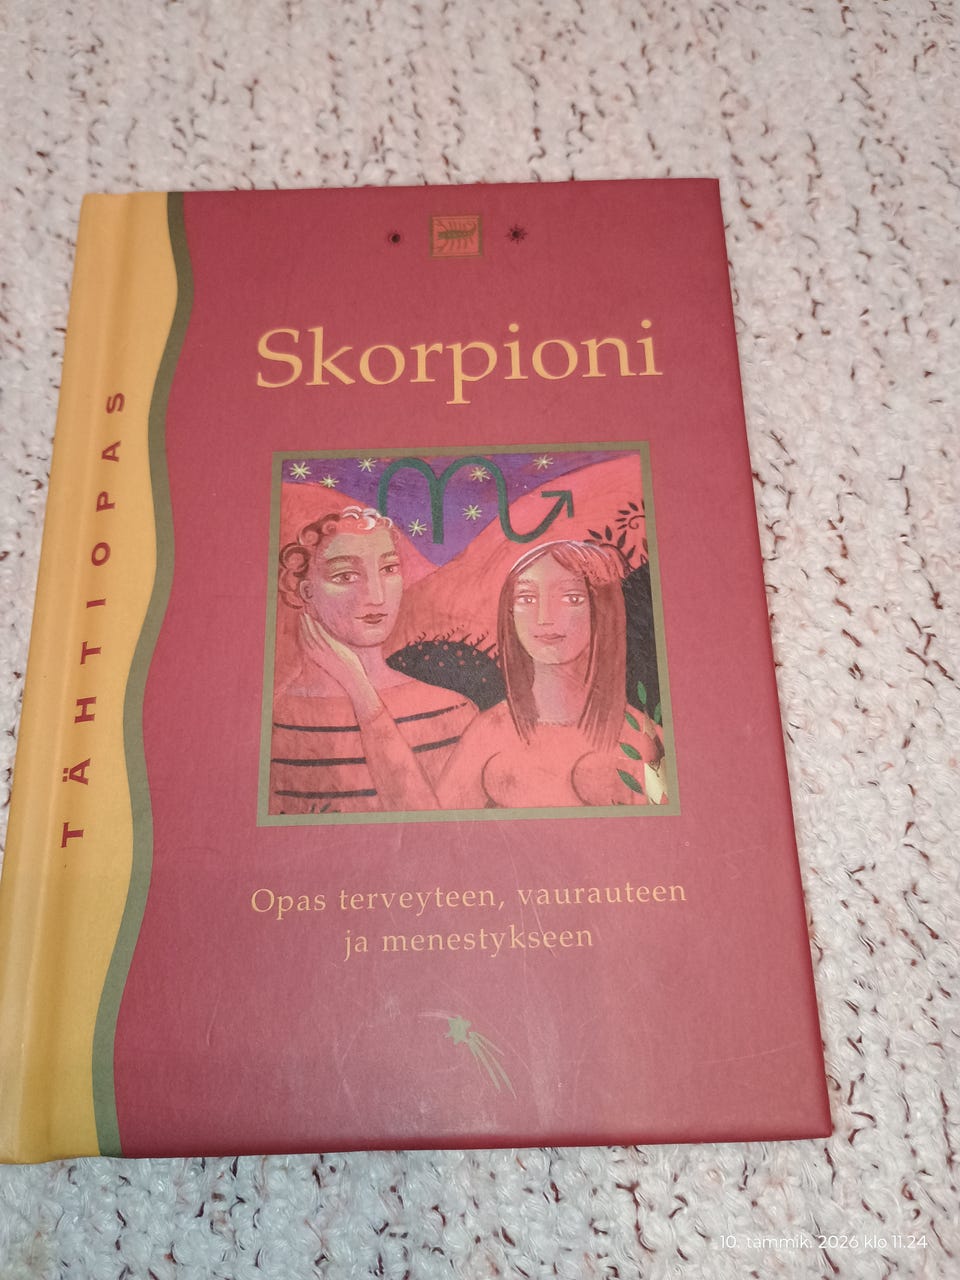 TÄHTIOPAS
Skorpioni
Opas terveyteen, vaurauteen
ja menestykseen
10. tammik. 2026 klo 11.24